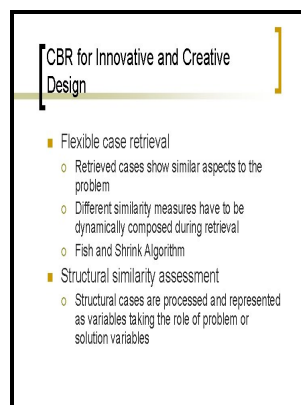 CBR for Innovative and Creative
Design
Flexible case retrieval
Retrieved cases show similar aspects to the
problem
Different similarity measures have to be
dynamically composed during retrieval
Fish and Shrink Algorithm
Structural similarity assessment
Structural cases are processed and represented
as variables taking the role of problem or
solution variables